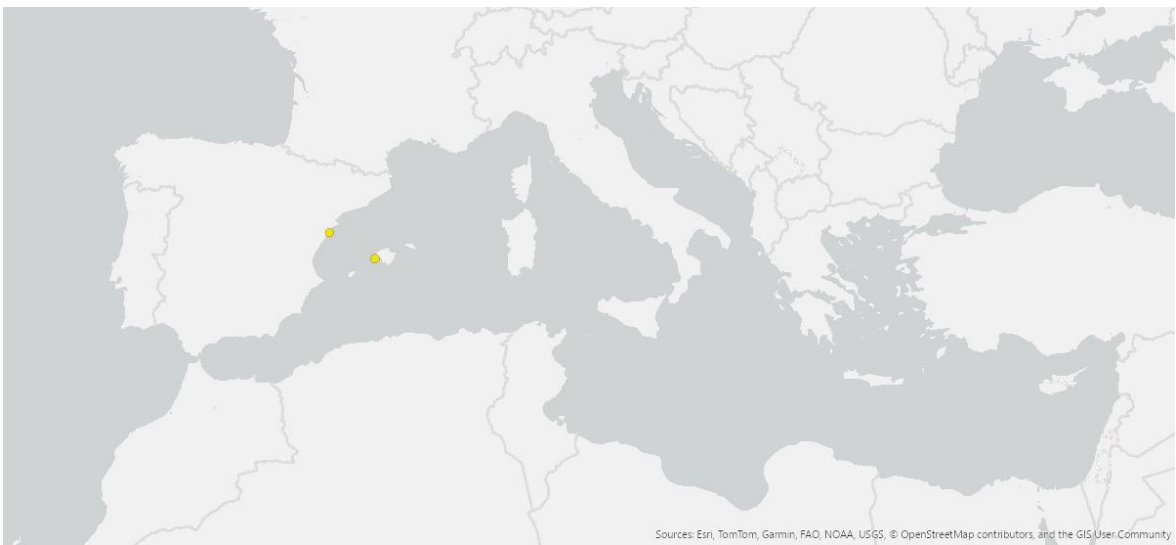 Sources: Esri, TomTom, Garmin, FAO, NOAA, USGS, © OpenStreetMap contributors, and the GIS User Community